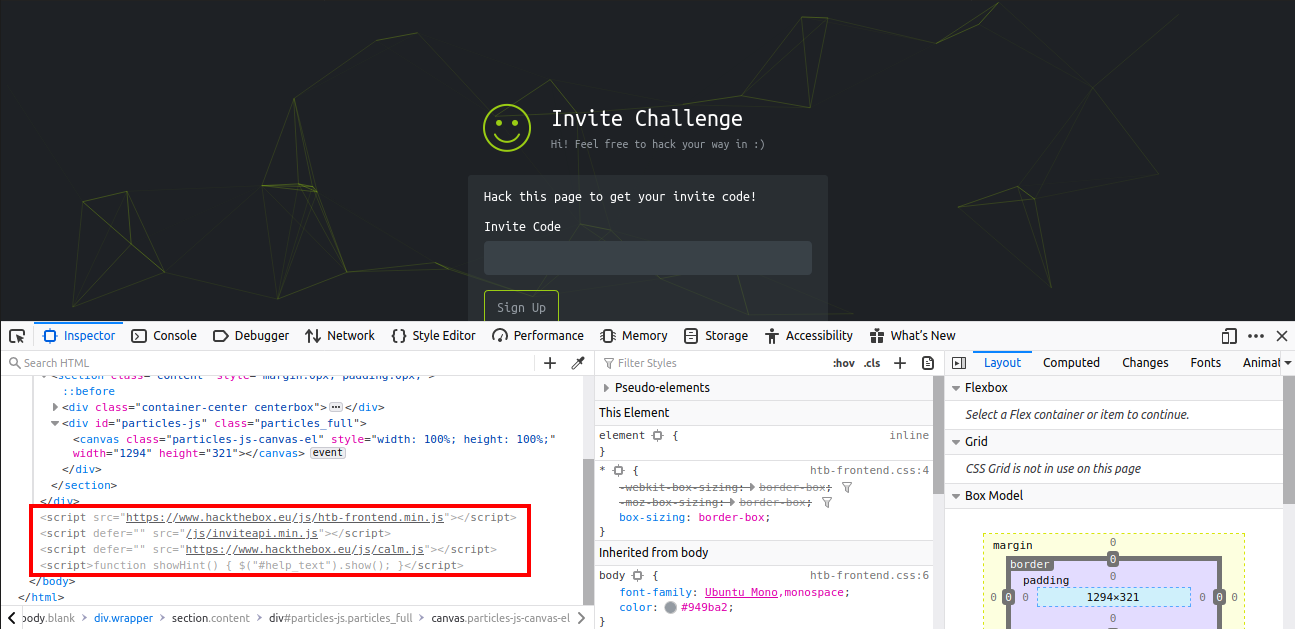 Invite Challenge
Hi! Feel free to hack your way in :)
Hack this page to get your invite code!
Invite Code
Sign Up
Inspector Console Debugger Network Style Editor Performance Memory Storage Accessibility What's New
Search HTML
<section class="content" style="margin:0px; padding:0px;">
::before
<div class="container-center centerbox"></div>
<div id="particles-js" class="particles_full">
<canvas class="particles-js-canvas-el" style="width: 100%; height: 100%;"
width="1294" height="321"></canvas> event
</div>
</section>
</div>
<script src="https://www.hackthebox.eu/js/htb-frontend.min.js"></script>
<script defer="" src="/js/inviteapi.min.js"></script>
<script defer="" src="https://www.hackthebox.eu/js/calm.js"></script>
<script>function showHint() { $("#help_text").show(); }</script>
</body>
</html>
body.blank div.wrapper section.content div#particles-js.particles_full canvas.particles-js-canvas-el
Filter Styles :hov .cls
Pseudo-elements
This Element
element { inline
}
* { htb-frontend.css:4
-webkit-box-sizing: border-box;
-moz-box-sizing: border-box;
box-sizing: border-box;
}
Inherited from body
body { htb-frontend.css:6
font-family: Ubuntu Mono,monospace;
color: #949ba2;
}
Layout Computed Changes Fonts Animat
Flexbox
Select a Flex container or item to continue.
Grid
CSS Grid is not in use on this page
Box Model
margin 0
border 0
padding 0
0 0 0 1294×321 0 0 0
0